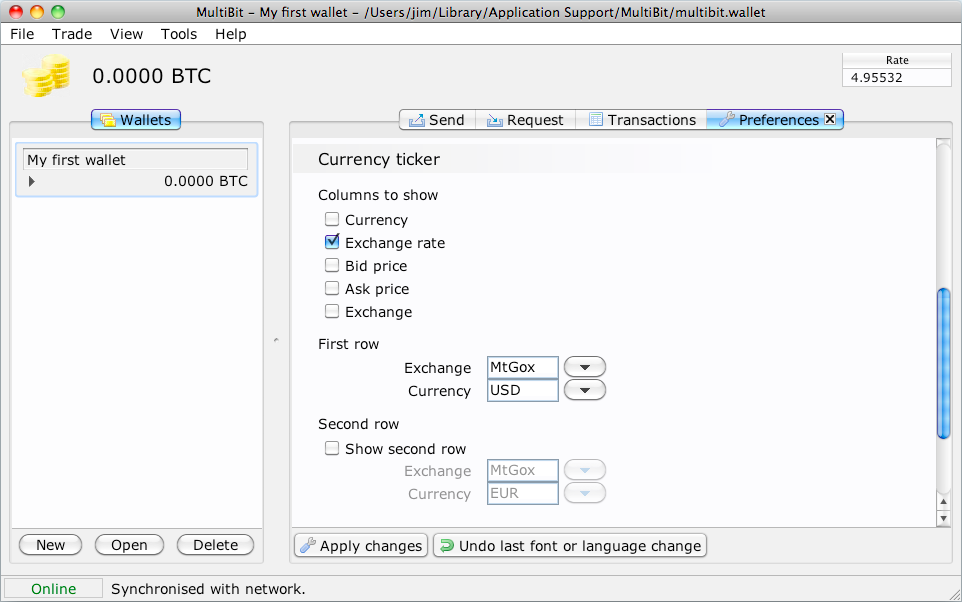 MultiBit – My first wallet – /Users/jim/Library/Application Support/MultiBit/multibit.wallet
File Trade View Tools Help
0.0000 BTC
Rate
4.95532
Wallets
Send Request Transactions Preferences
My first wallet
0.0000 BTC
Currency ticker
Columns to show
Currency
Exchange rate
Bid price
Ask price
Exchange
First row
Exchange MtGox
Currency USD
Second row
Show second row
Exchange MtGox
Currency EUR
New Open Delete
Apply changes Undo last font or language change
Online Synchronised with network.